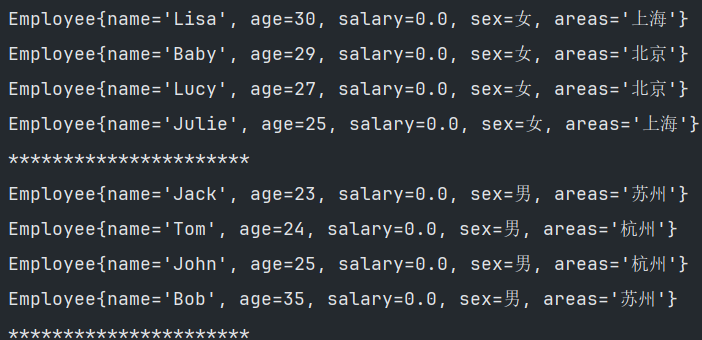 Employee{name='Lisa', age=30, salary=0.0, sex=女, areas='上海'}
Employee{name='Baby', age=29, salary=0.0, sex=女, areas='北京'}
Employee{name='Lucy', age=27, salary=0.0, sex=女, areas='北京'}
Employee{name='Julie', age=25, salary=0.0, sex=女, areas='上海'}
**********************
Employee{name='Jack', age=23, salary=0.0, sex=男, areas='苏州'}
Employee{name='Tom', age=24, salary=0.0, sex=男, areas='杭州'}
Employee{name='John', age=25, salary=0.0, sex=男, areas='杭州'}
Employee{name='Bob', age=35, salary=0.0, sex=男, areas='苏州'}
**********************